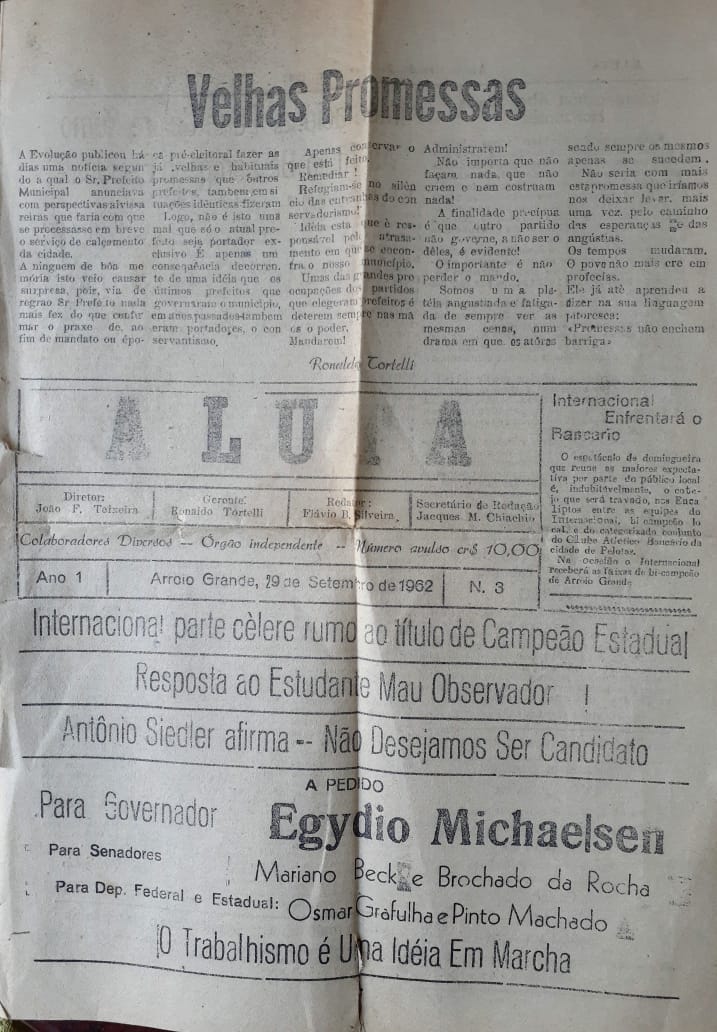 Velhas Promessas
A Evolução publicou há
dias uma notícia segun
do a qual o Sr. Prefeito
Municipal anunciava
com perspectivas alvissa
reiras que faria com que
se processasse em breve
o serviço de calçamento
da cidade.
A ninguem de bôa me
mória isto veio causar
surpresa, poir, via de
regra o Sr Prefeito nada
mais fez do que confir
mar o praxe de, ao
fim de mandato ou épo-
ca pré-eleitoral fazer as
já velhas e habituais
promessas que outros
prefeitos, tambem em si
tuações identicas fizeram
Logo, não é isto uma
mal que só o atual pre-
feito seja portador ex-
clusivo É apenas um
consequência decorren-
te de uma idéia que os
últimos prefeitos que
governaram o município,
em anos passados tambem
eram portadores, o con
servantismo.
Apenas conservar o
que está feito.
Remediar !
Refugiam-se no silên
cio das entranhas do con
servadorismo!
Idéia esta que é res-
ponsável pelo atrasa-
mento em que se encon-
fra o nosso município.
Umas das grandes pro
ocupações dos partidos
que elegeram prefeitos é
deterem sempre nas mã
os o poder.
Mandarem!
Administrarem!
Não importa que não
façam nada, que não
criem e nem construam
nada!
A finalidade precípua
é que outro partido
não governe, a não ser o
dêles, é evidente!
O importante é não
perder o mando.
Somos uma pla-
téia angustiada e fatiga-
da de sempre ver as
mesmas cenas, num
drama em que os atôres
sendo sempre os mesmos
apenas se sucedem.
Não seria com mais
esta promessa que iríamos
nos deixar levar, mais
uma vez, pelo caminho
das esperanças e das
angústias.
Os tempos mudaram.
O povo não mais cre em
profecias.
Ele já até aprendeu a
dizer na sua linguagem
pitoresca:
«Promessas não enchem
barriga»
Ronaldo Tortelli
A LUTA
Diretor:
João F. Teixeira
Gerente:
Ronaldo Tortelli
Redator:
Flávio B. Silveira
Secretário de Redação
Jacques M. Chiachio
Colaboradores Diversos -- Órgão independente -- Número avulso cr$ 10,00
Ano 1
Arroio Grande, 29 de Setembro de 1962
N. 3
Internacional
Enfrentará o
Bancario
O espetáculo de domingueira
que reune as maiores expecta-
tiva por parte do público local
é, indubitávelmente, o cote-
jo que será travado, nos Euca
liptos entre as equipes do
Internacional, Bi campeão lo
cal e do categorizado conjunto
do Clube Atletico Bancário da
cidade de Pelotas.
Na ocasião o Internacional
receberá as faixas de bi-campeão
de Arroio Grande
Internacional parte cèlere rumo ao título de Campeão Estadual
Resposta ao Estudante Mau Observador !
Antônio Siedler afirma -- Não Desejamos Ser Candidato
A PEDIDO
Para Governador
Egydio Michaelsen
Para Senadores
Mariano Beck e Brochado da Rocha
Para Dep. Federal e Estadual:
Osmar Grafulha e Pinto Machado
O Trabalhismo é Uma Idéia Em Marcha